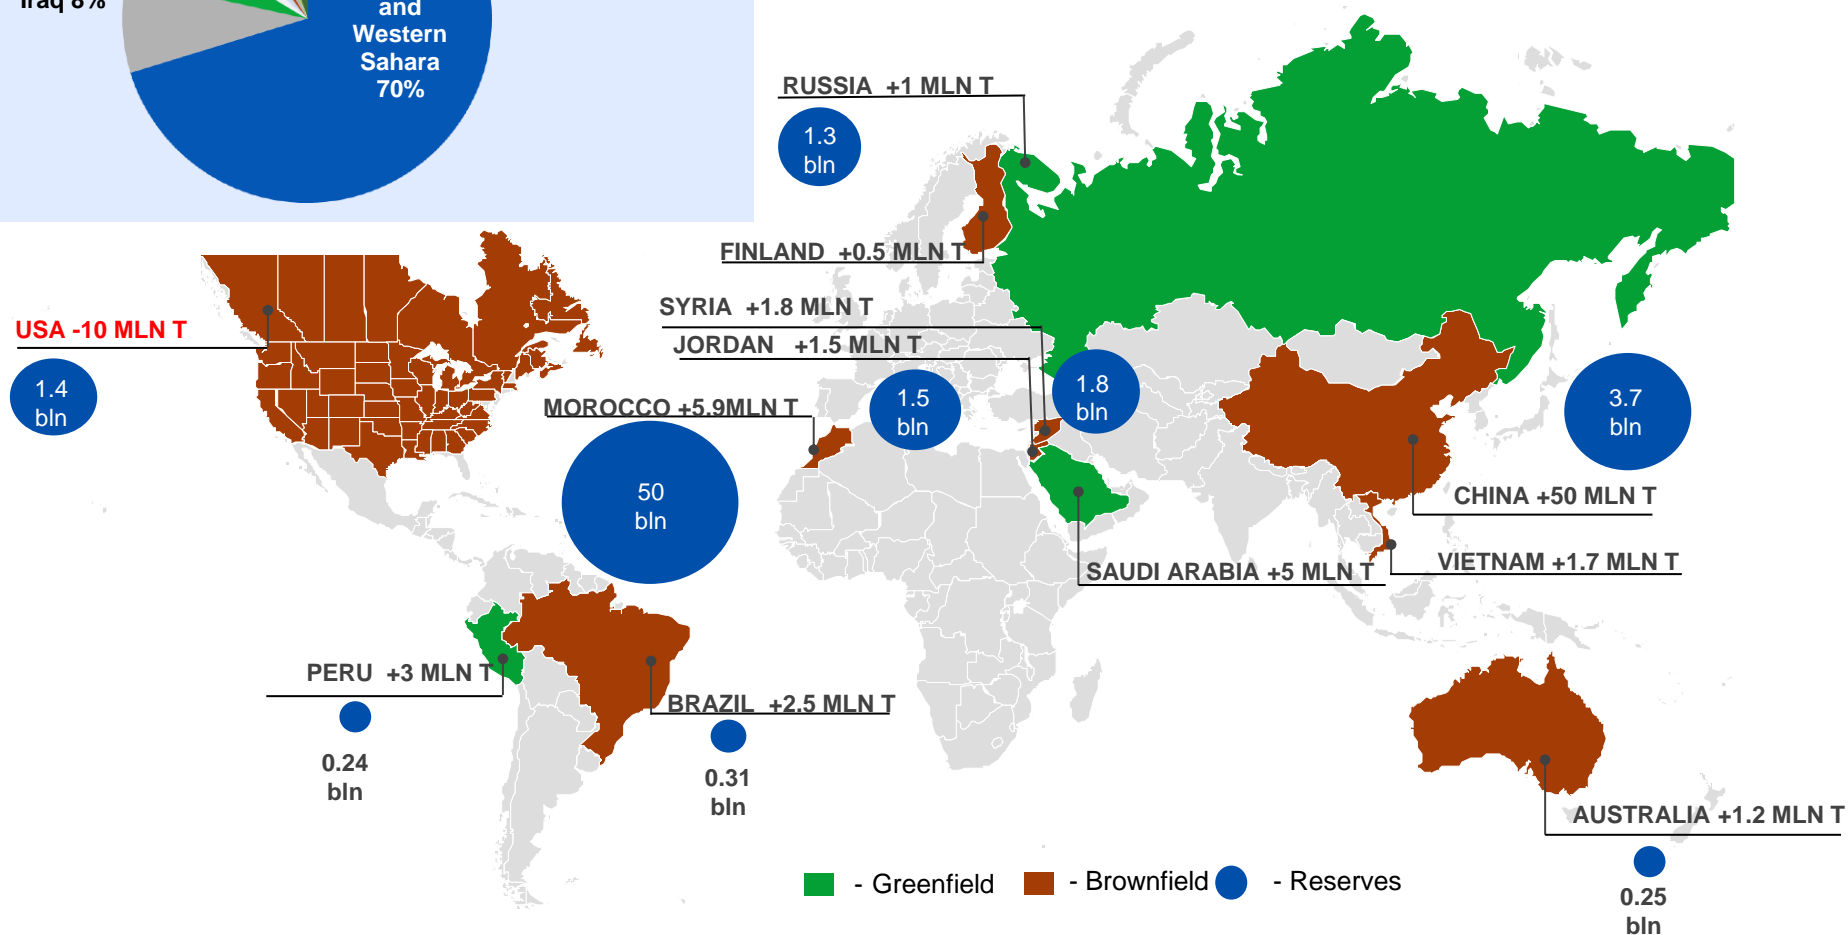 Iraq 8%
and
Western
Sahara
70%
RUSSIA +1 MLN T
1.3
bln
FINLAND +0.5 MLN T
SYRIA +1.8 MLN T
JORDAN +1.5 MLN T
USA -10 MLN T
1.4
bln
MOROCCO +5.9MLN T
1.5
bln
1.8
bln
3.7
bln
50
bln
CHINA +50 MLN T
VIETNAM +1.7 MLN T
SAUDI ARABIA +5 MLN T
PERU +3 MLN T
BRAZIL +2.5 MLN T
0.24
bln
0.31
bln
AUSTRALIA +1.2 MLN T
- Greenfield
- Brownfield
- Reserves
0.25
bln